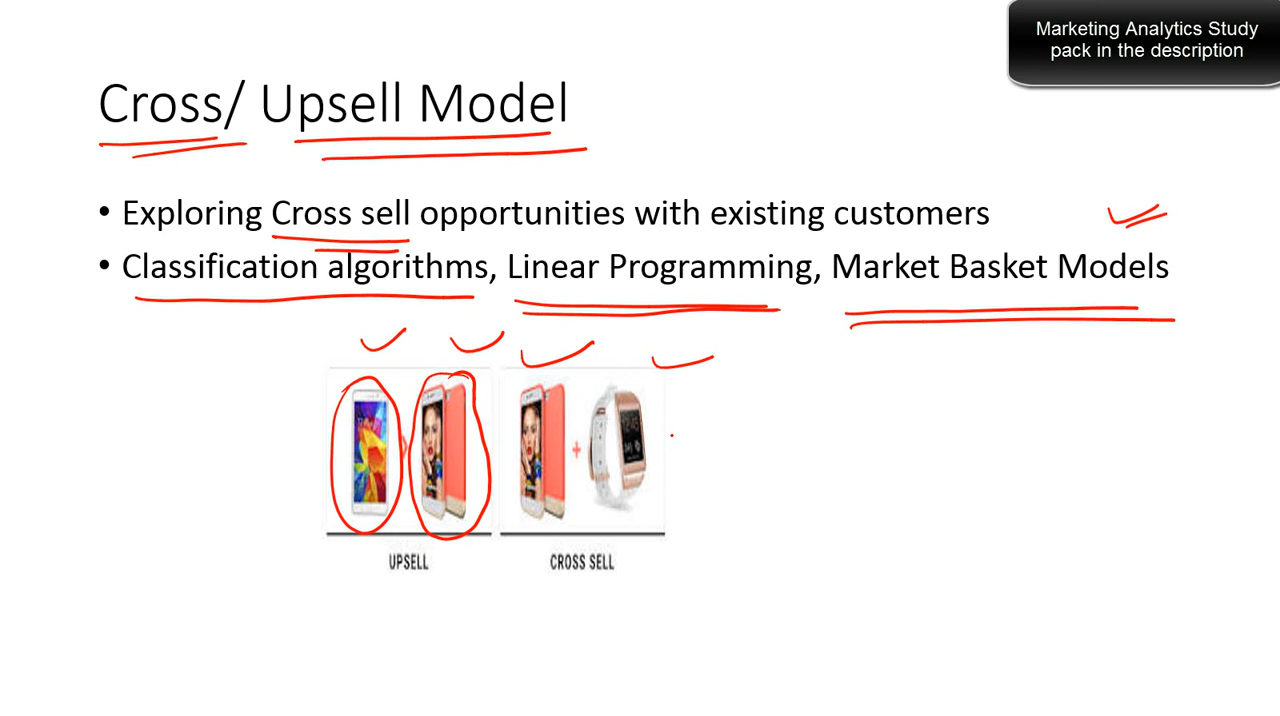 Marketing Analytics Study
pack in the description
Cross/ Upsell Model
• Exploring Cross sell opportunities with existing customers
• Classification algorithms, Linear Programming, Market Basket Models
UPSELL
CROSS SELL